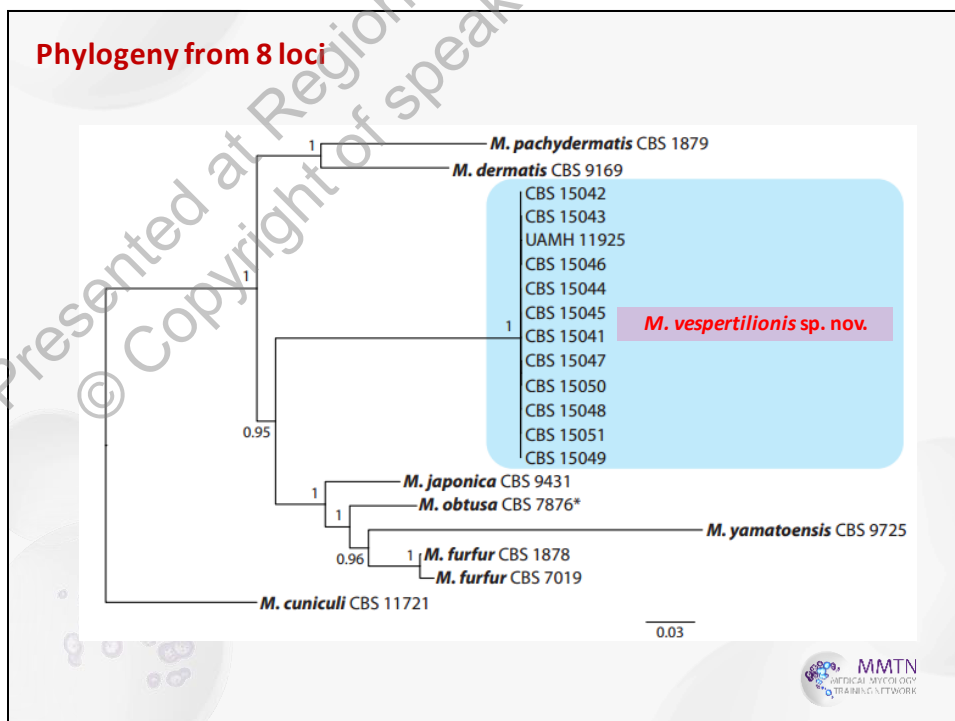 Phylogeny from 8 loci
Presented at Region
© Copyright of speak
1
M. pachydermatis CBS 1879
M. dermatis CBS 9169
CBS 15042
CBS 15043
UAMH 11925
CBS 15046
1
CBS 15044
CBS 15045
1
M. vespertilionis sp. nov.
CBS 15041
CBS 15047
CBS 15050
CBS 15048
CBS 15051
0.95
CBS 15049
M. japonica CBS 9431
1
M. obtusa CBS 7876*
1
M. yamatoensis CBS 9725
0.96
1
M. furfur CBS 1878
M. furfur CBS 7019
M. cuniculi CBS 11721
0.03
MMTN
MEDICAL MYCOLOGY
TRAINING NETWORK